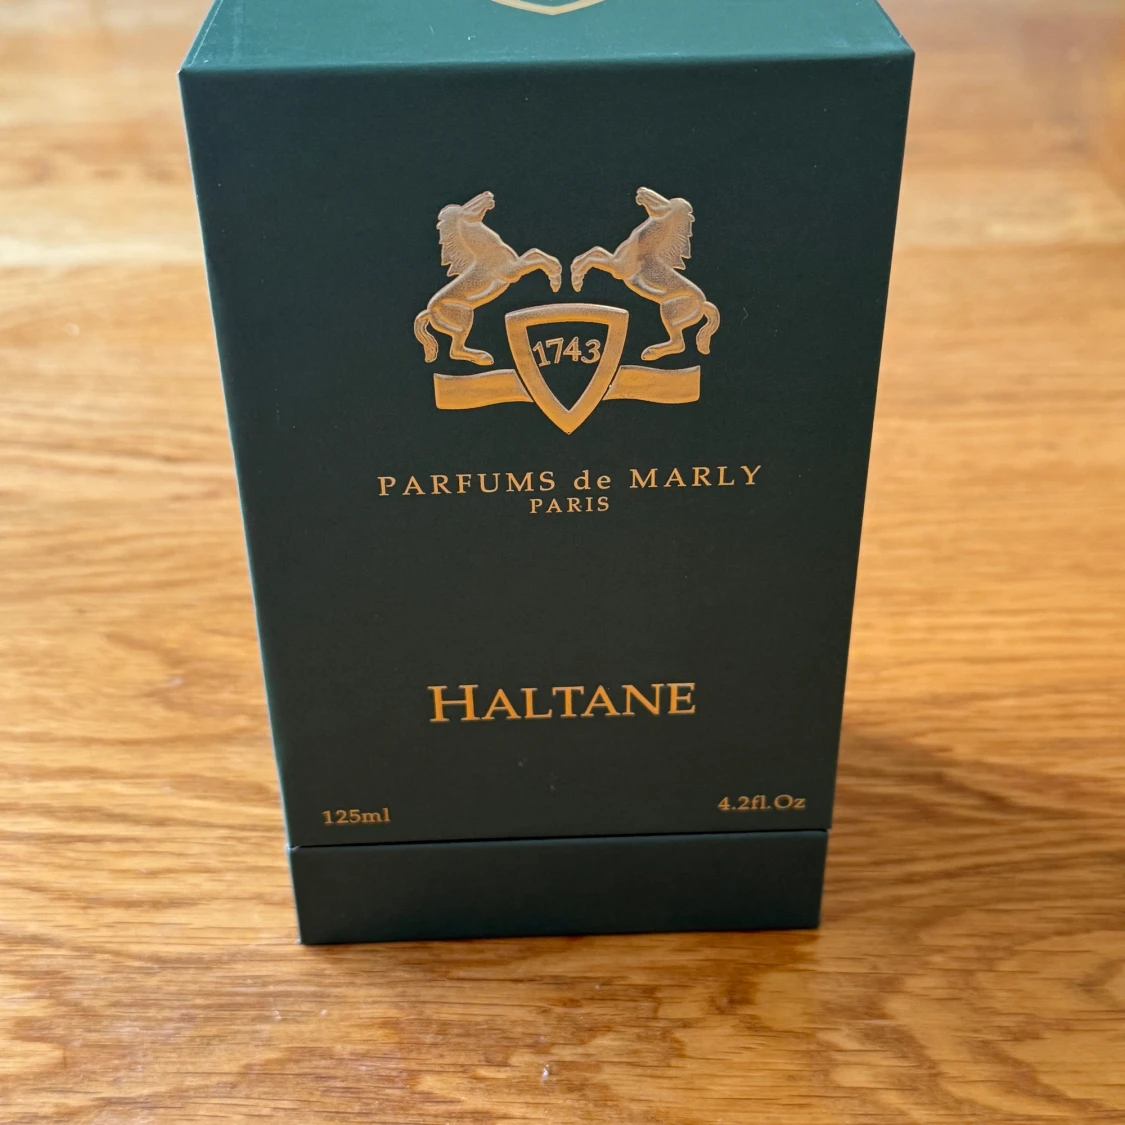 1743
PARFUMS de MARLY
PARIS
HALTANE
125ml
4.2fl.Oz